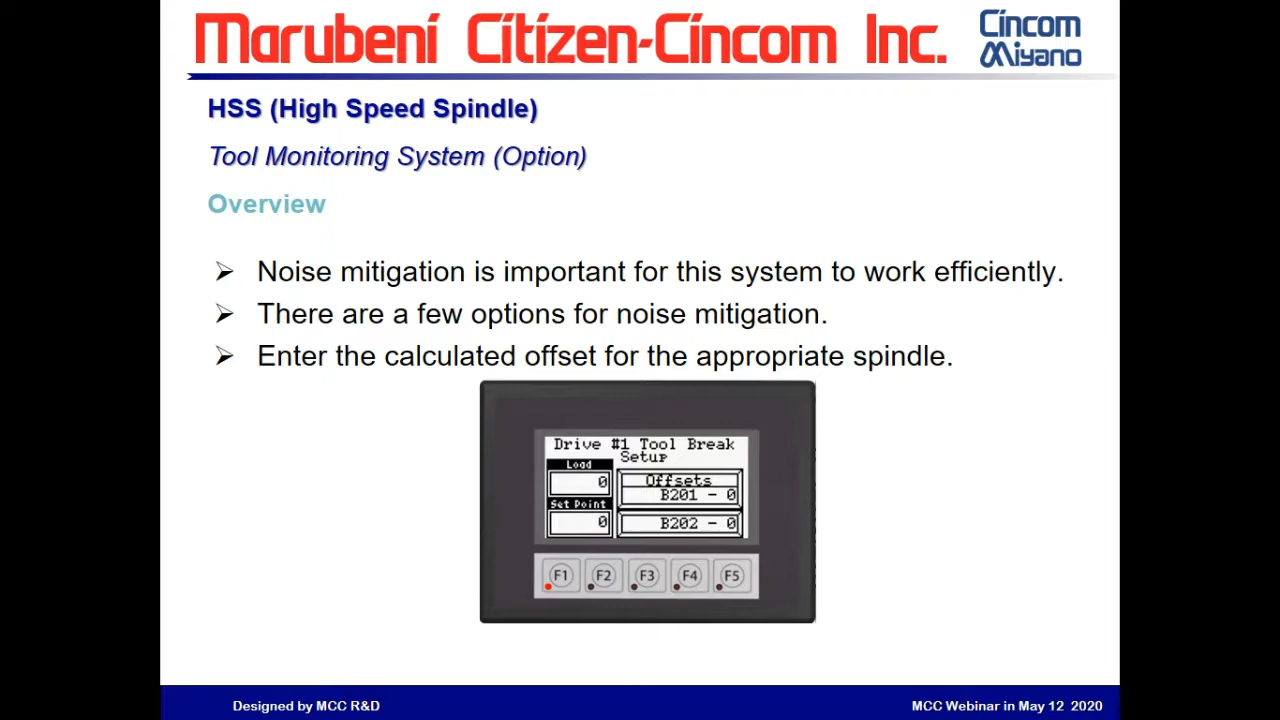 Marubeni Citizen-Cincom Inc.
Cincom
Miyano
HSS (High Speed Spindle)
Tool Monitoring System (Option)
Overview
Noise mitigation is important for this system to work efficiently.
There are a few options for noise mitigation.
Enter the calculated offset for the appropriate spindle.
Drive #1 Tool Break
Setup
Load
0
Offsets
B201 - 0
Set Point
0
B202 - 0
F1 F2 F3 F4 F5
Designed by MCC R&D
MCC Webinar in May 12 2020